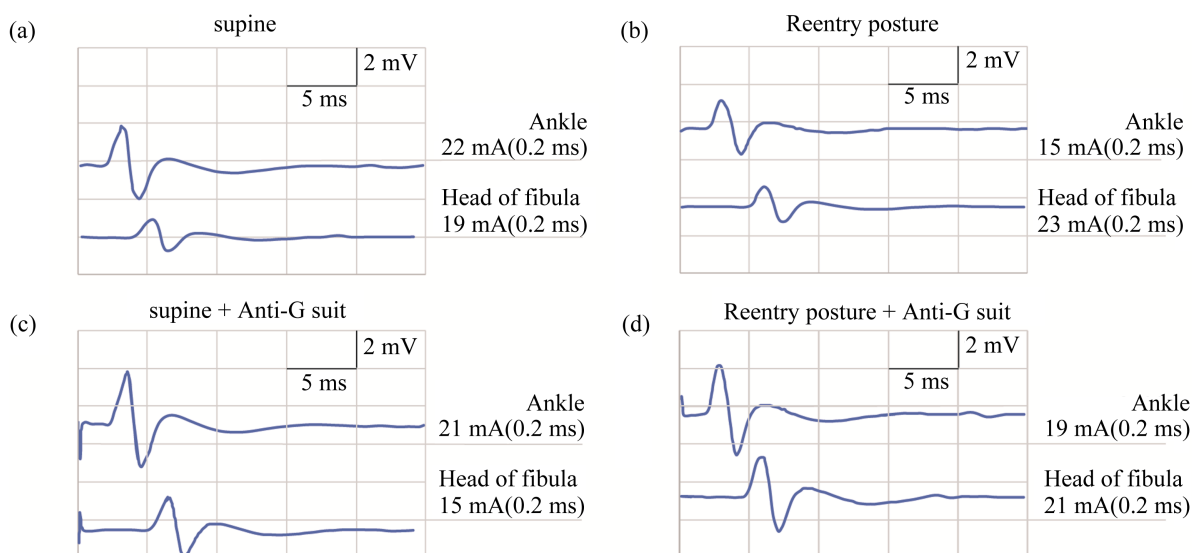 (a)
supine
2 mV
5 ms
Ankle
22 mA(0.2 ms)
Head of fibula
19 mA(0.2 ms)
(b)
Reentry posture
2 mV
5 ms
Ankle
15 mA(0.2 ms)
Head of fibula
23 mA(0.2 ms)
(c)
supine + Anti-G suit
2 mV
5 ms
Ankle
21 mA(0.2 ms)
Head of fibula
15 mA(0.2 ms)
(d)
Reentry posture + Anti-G suit
2 mV
5 ms
Ankle
19 mA(0.2 ms)
Head of fibula
21 mA(0.2 ms)